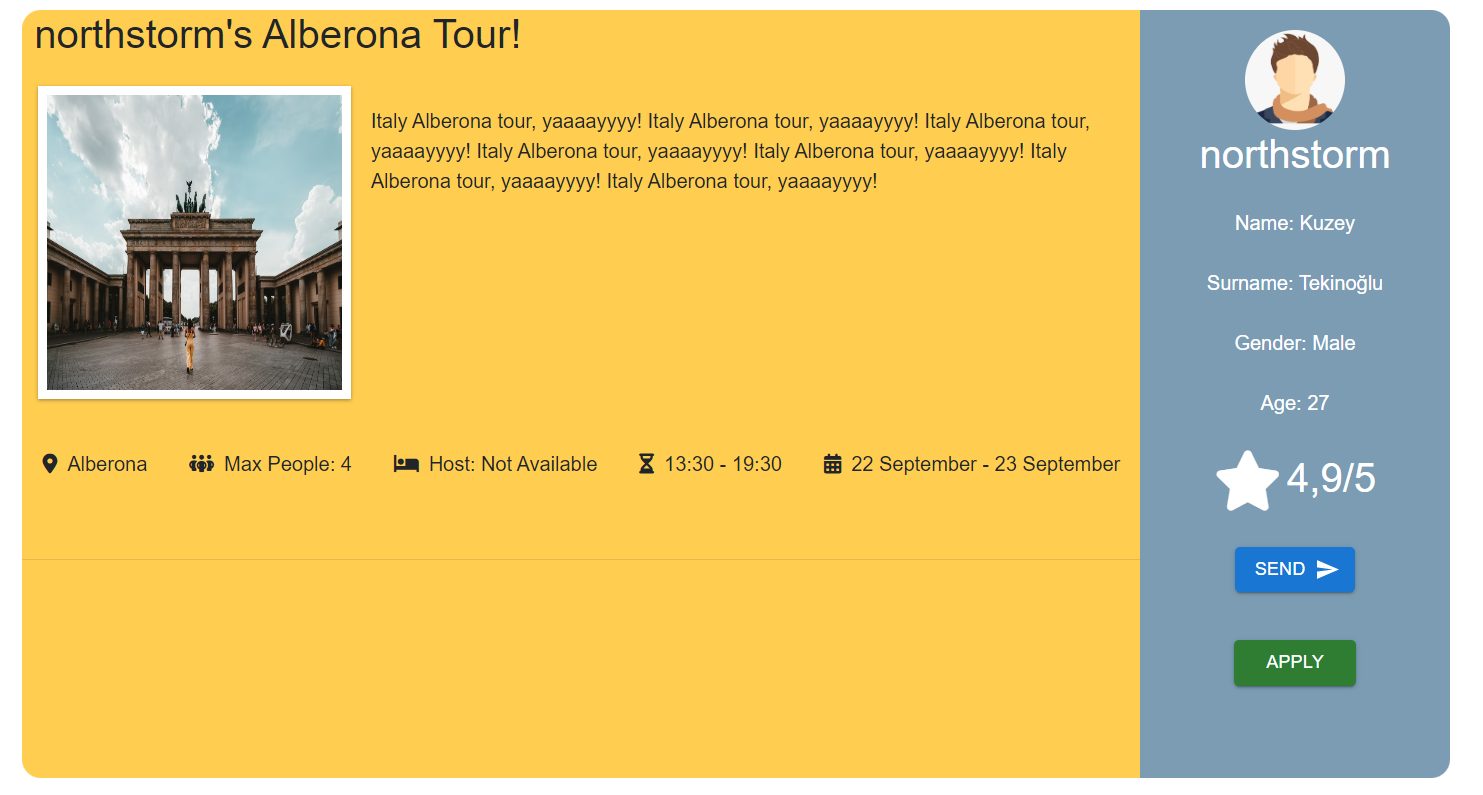 northstorm's Alberona Tour!
Italy Alberona tour, yaaaayyyy! Italy Alberona tour, yaaaayyyy! Italy Alberona tour,
yaaaayyyy! Italy Alberona tour, yaaaayyyy! Italy Alberona tour, yaaaayyyy! Italy
Alberona tour, yaaaayyyy! Italy Alberona tour, yaaaayyyy!
Alberona Max People: 4 Host: Not Available 13:30 - 19:30 22 September - 23 September
northstorm
Name: Kuzey
Surname: Tekinoğlu
Gender: Male
Age: 27
4,9/5
SEND
APPLY